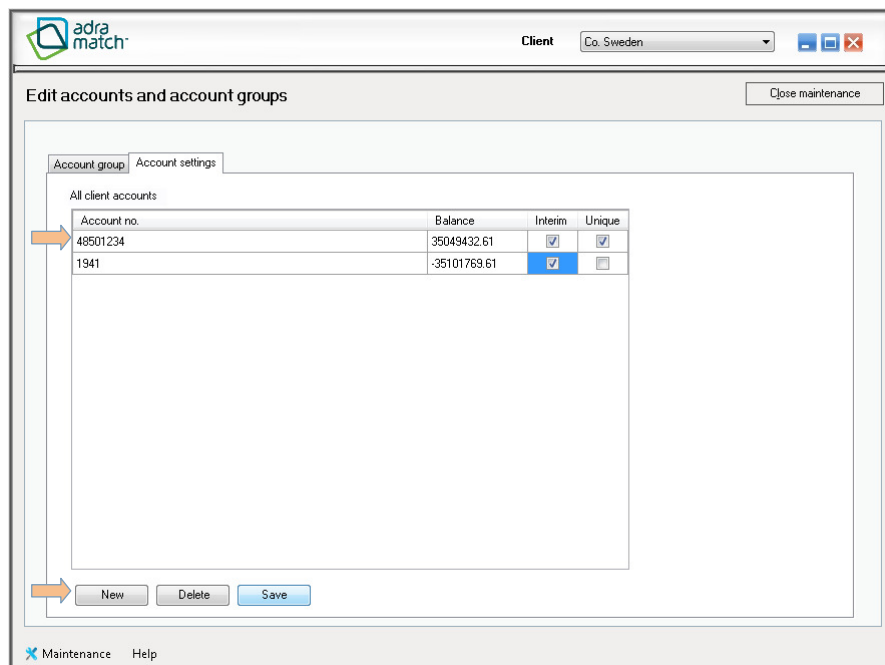 adra
match
Client Co. Sweden
Edit accounts and account groups
Close maintenance
Account group Account settings
All client accounts
Account no. Balance Interim Unique
48501234 35049432.61
1941 -35101769.61
New Delete Save
Maintenance Help